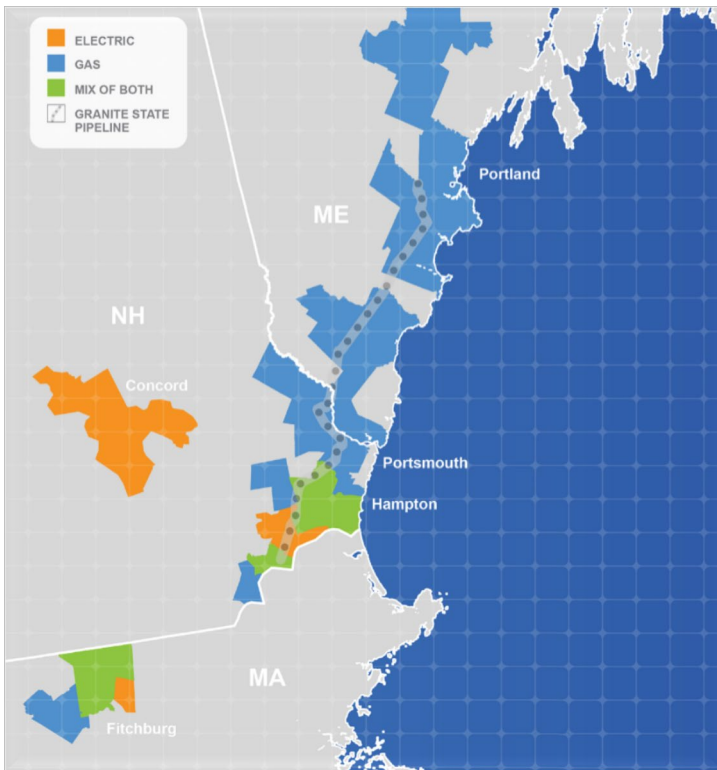 ELECTRIC
GAS
MIX OF BOTH
GRANITE STATE
PIPELINE
Portland
ME
NH
Concord
Portsmouth
Hampton
MA
Fitchburg